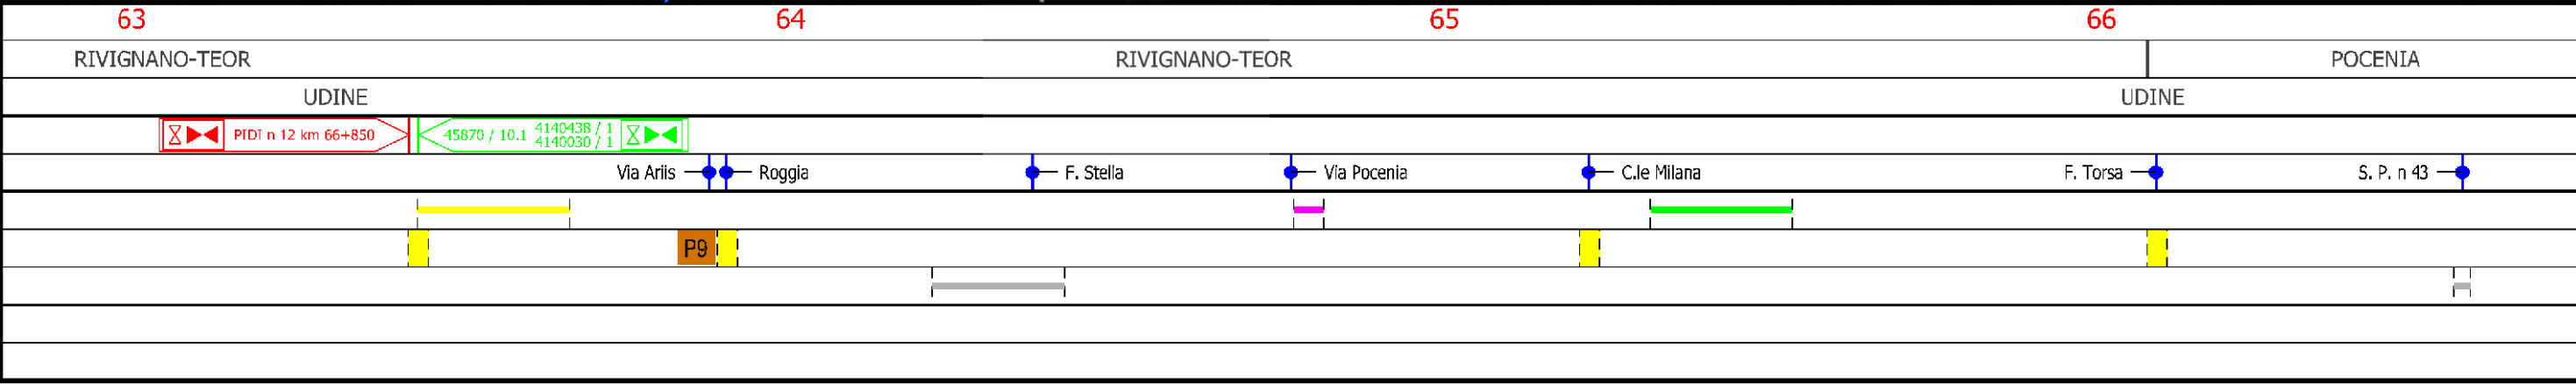 63 64 65 66
RIVIGNANO-TEOR RIVIGNANO-TEOR POCENIA
UDINE UDINE
PIDI n 12 km 66+850 45870 / 10.1 4140438 / 1
4140030 / 1
Via Ariis Roggia F. Stella Via Pocenia C.le Milana F. Torsa S. P. n 43
P9